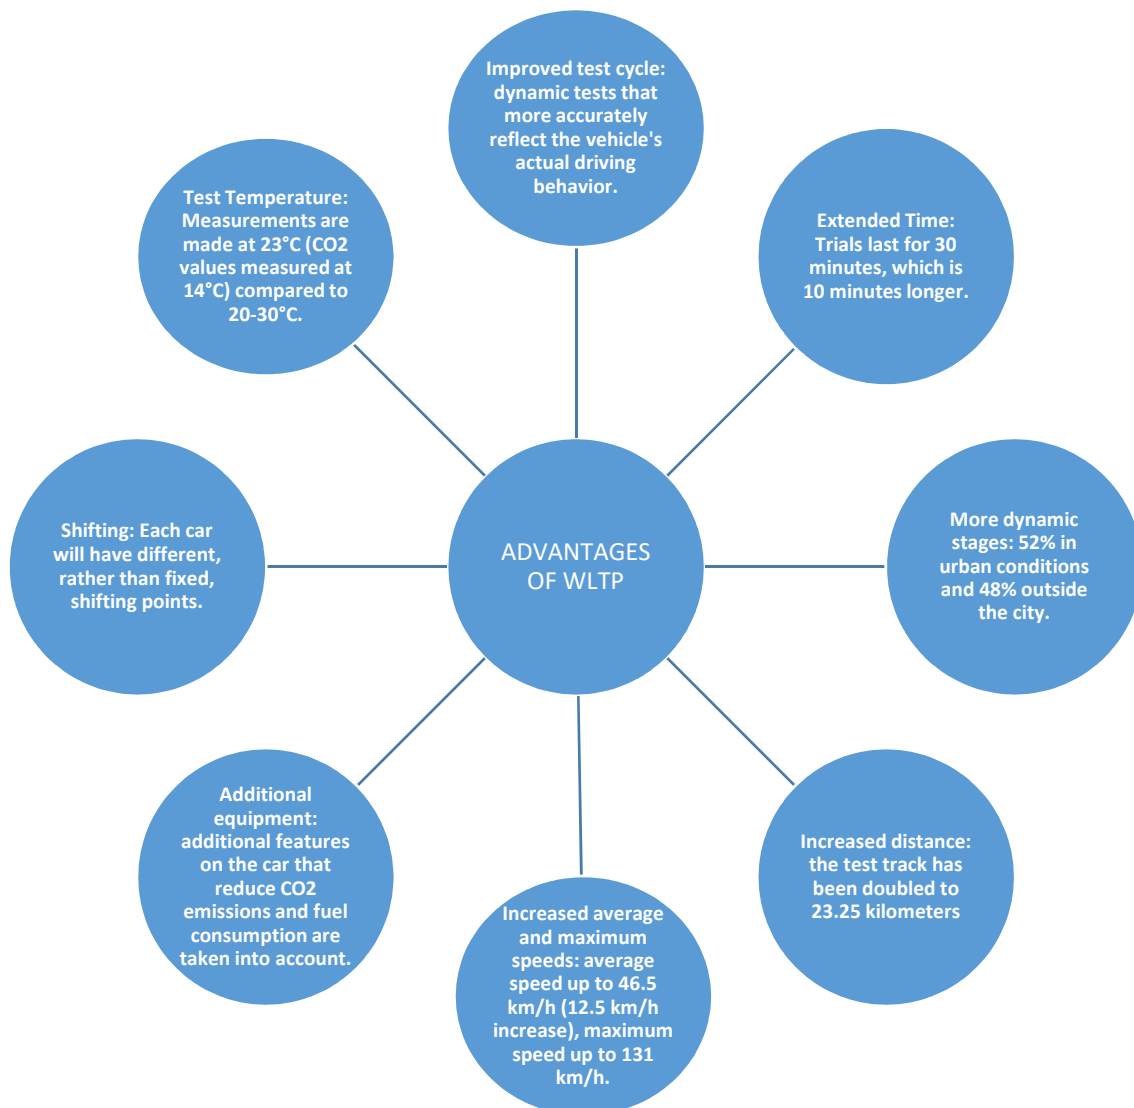 Improved test cycle:
dynamic tests that
more accurately
reflect the vehicle's
actual driving
behavior.
Extended Time:
Trials last for 30
minutes, which is
10 minutes longer.
More dynamic
stages: 52% in
urban conditions
and 48% outside
the city.
Increased distance:
the test track has
been doubled to
23.25 kilometers
Increased average
and maximum
speeds: average
speed up to 46.5
km/h (12.5 km/h
increase), maximum
speed up to 131
km/h.
Additional
equipment:
additional features
on the car that
reduce CO2
emissions and fuel
consumption are
taken into account.
Shifting: Each car
will have different,
rather than fixed,
shifting points.
Test Temperature:
Measurements are
made at 23°C (CO2
values measured at
14°C) compared to
20-30°C.
ADVANTAGES
OF WLTP